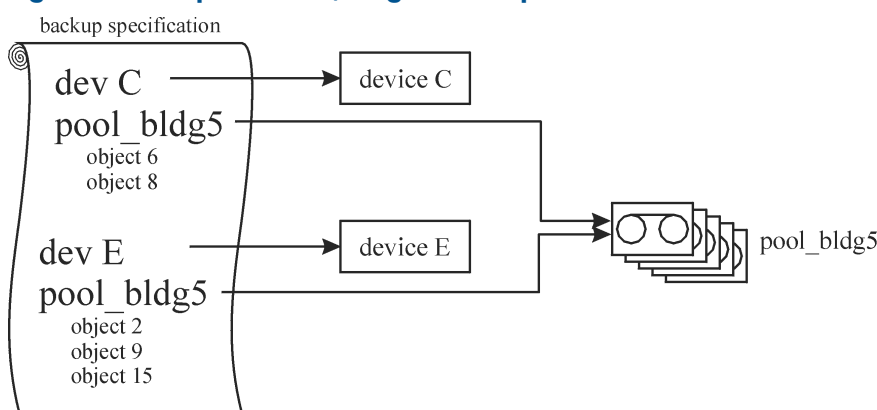 backup specification
dev C
device C
pool_bldg5
object 6
object 8
dev E
device E
pool_bldg5
pool_bldg5
object 2
object 9
object 15